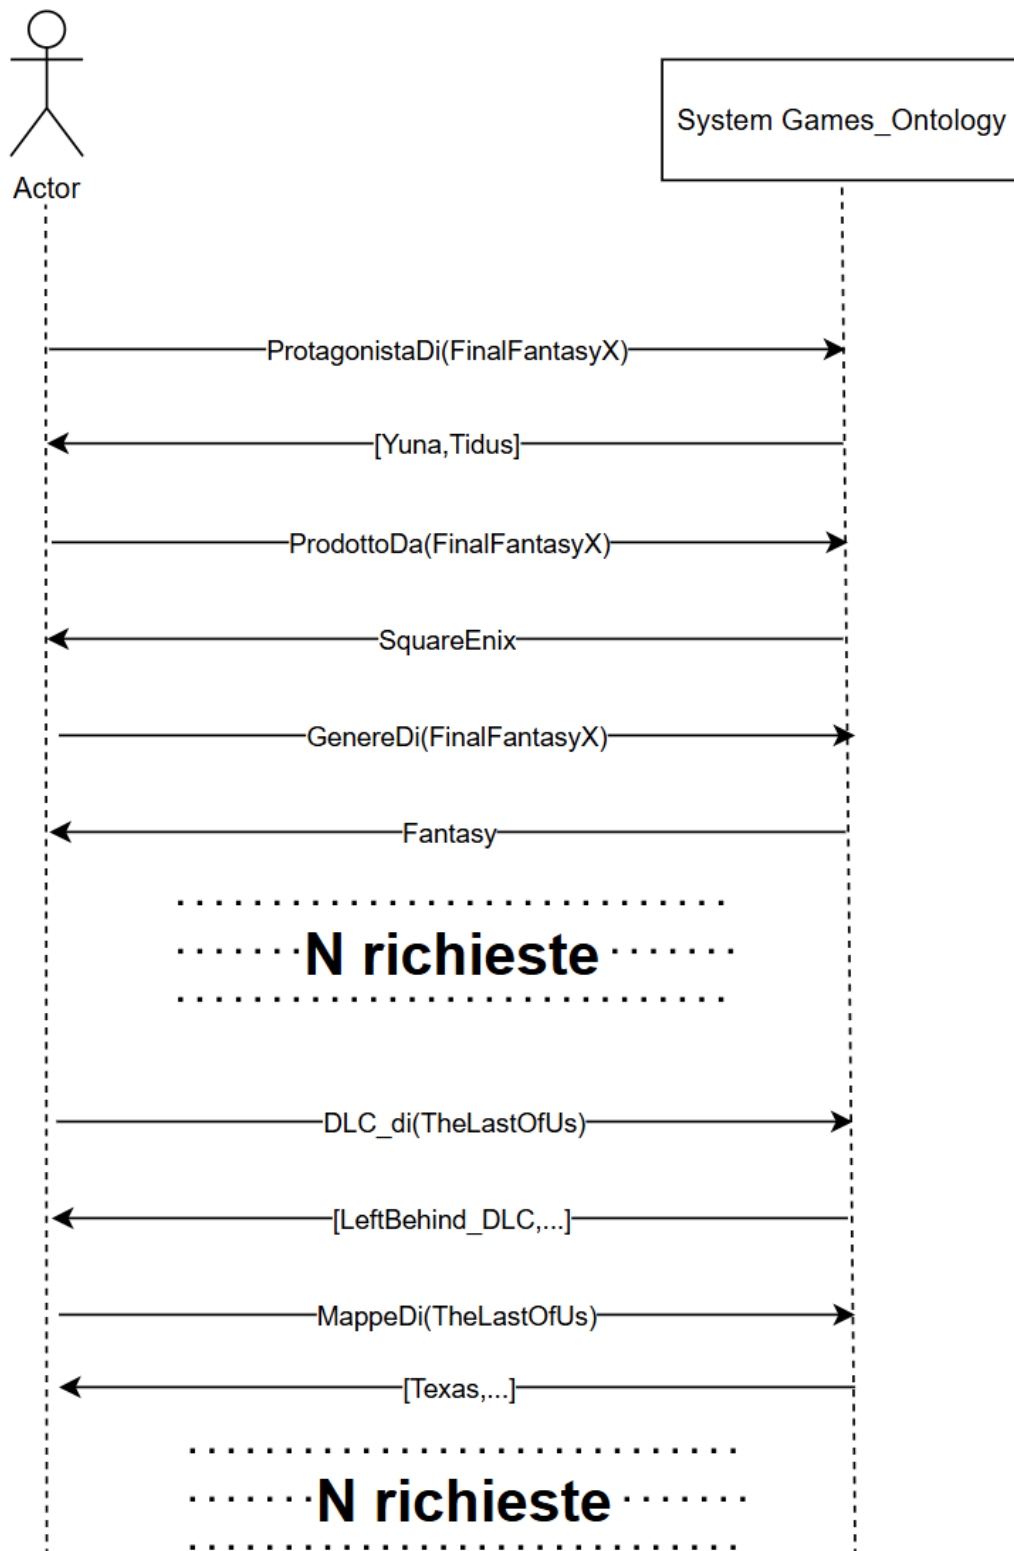 System Games_Ontology
Actor
ProtagonistaDi(FinalFantasyX)
[Yuna,Tidus]
ProdottoDa(FinalFantasyX)
SquareEnix
GenereDi(FinalFantasyX)
Fantasy
N richieste
DLC_di(TheLastOfUs)
[LeftBehind_DLC,...]
MappeDi(TheLastOfUs)
[Texas,...]
N richieste